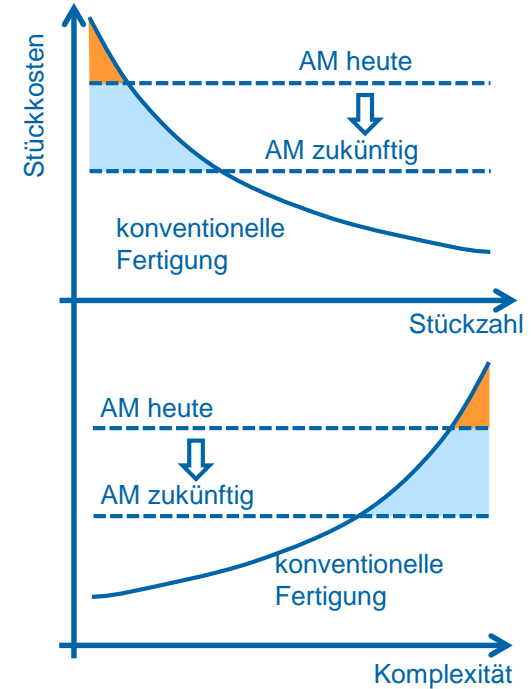 Stückkosten
AM heute
AM zukünftig
konventionelle
Fertigung
Stückzahl
AM heute
AM zukünftig
konventionelle
Fertigung
Komplexität